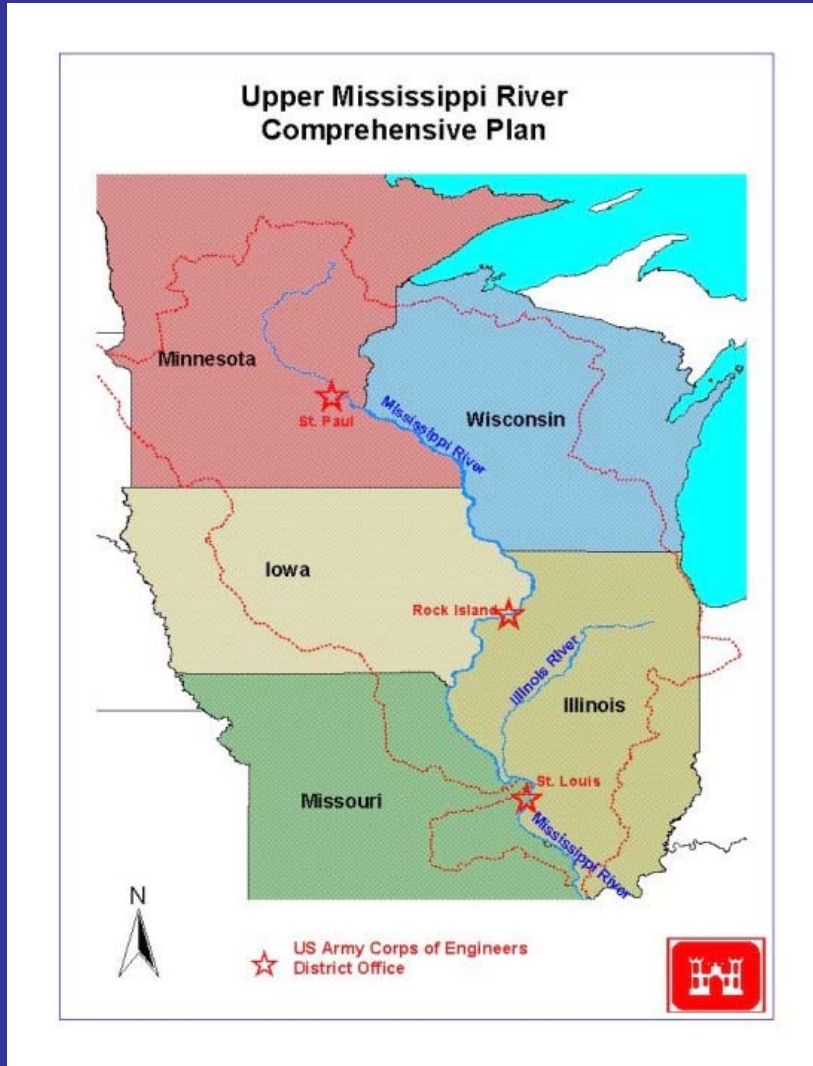 Upper Mississippi River
Comprehensive Plan
Minnesota
St. Paul
Mississippi River
Wisconsin
Iowa
Rock Island
Illinois River
Illinois
St. Louis
Missouri
Mississippi River
N
US Army Corps of Engineers
District Office